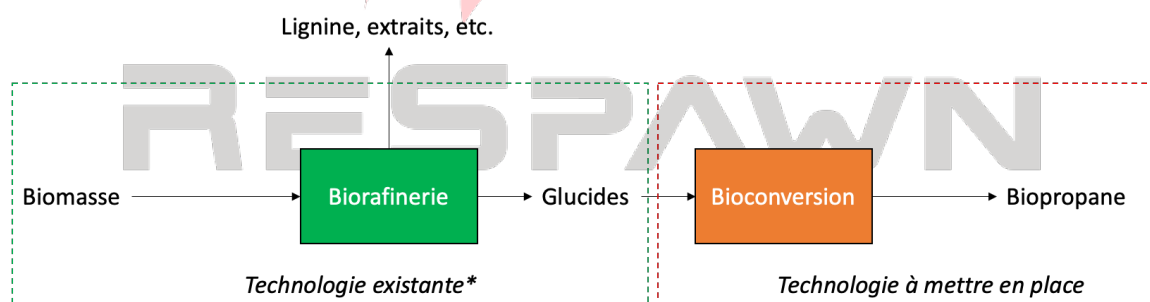 Lignine, extraits, etc.
RESPAWN
Biomasse
Biorafinerie
Glucides
Bioconversion
Biopropane
Technologie existante*
Technologie à mettre en place